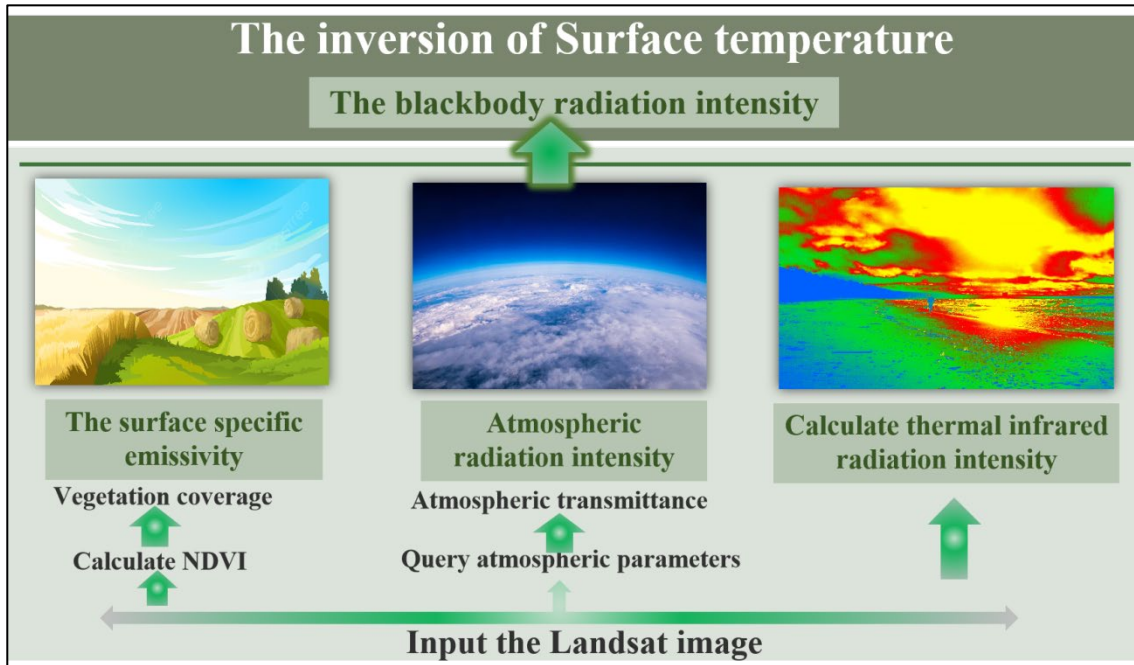 The inversion of Surface temperature
The blackbody radiation intensity
The surface specific
emissivity
Vegetation coverage
Calculate NDVI
Atmospheric
radiation intensity
Atmospheric transmittance
Query atmospheric parameters
Calculate thermal infrared
radiation intensity
Input the Landsat image